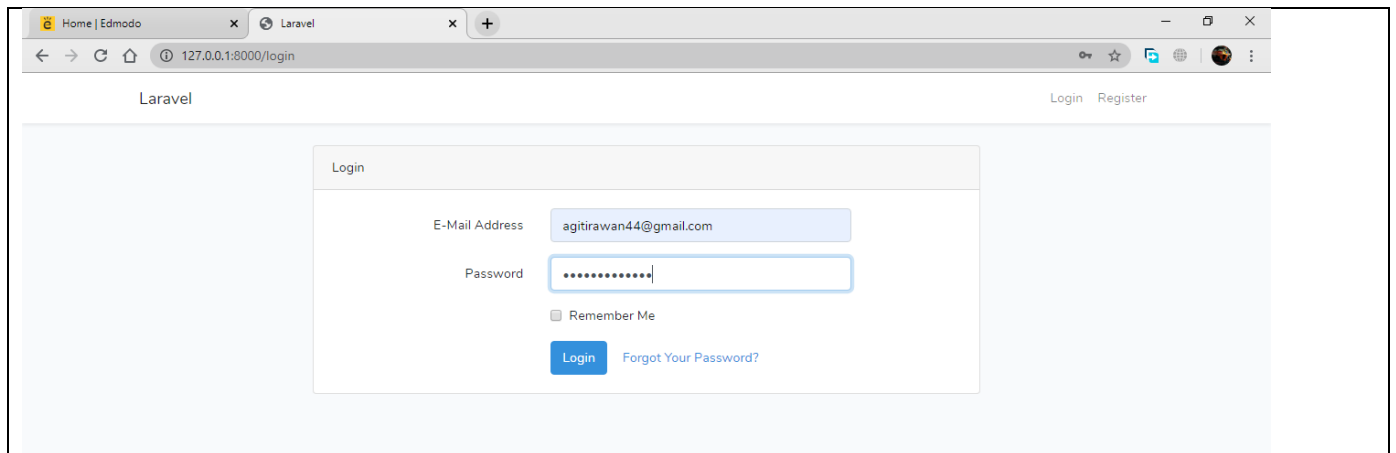 Home | Edmodo
Laravel
127.0.0.1:8000/login
Laravel
Login Register
Login
E-Mail Address
agitirawan44@gmail.com
Password
•••••••••••••
Remember Me
Login Forgot Your Password?